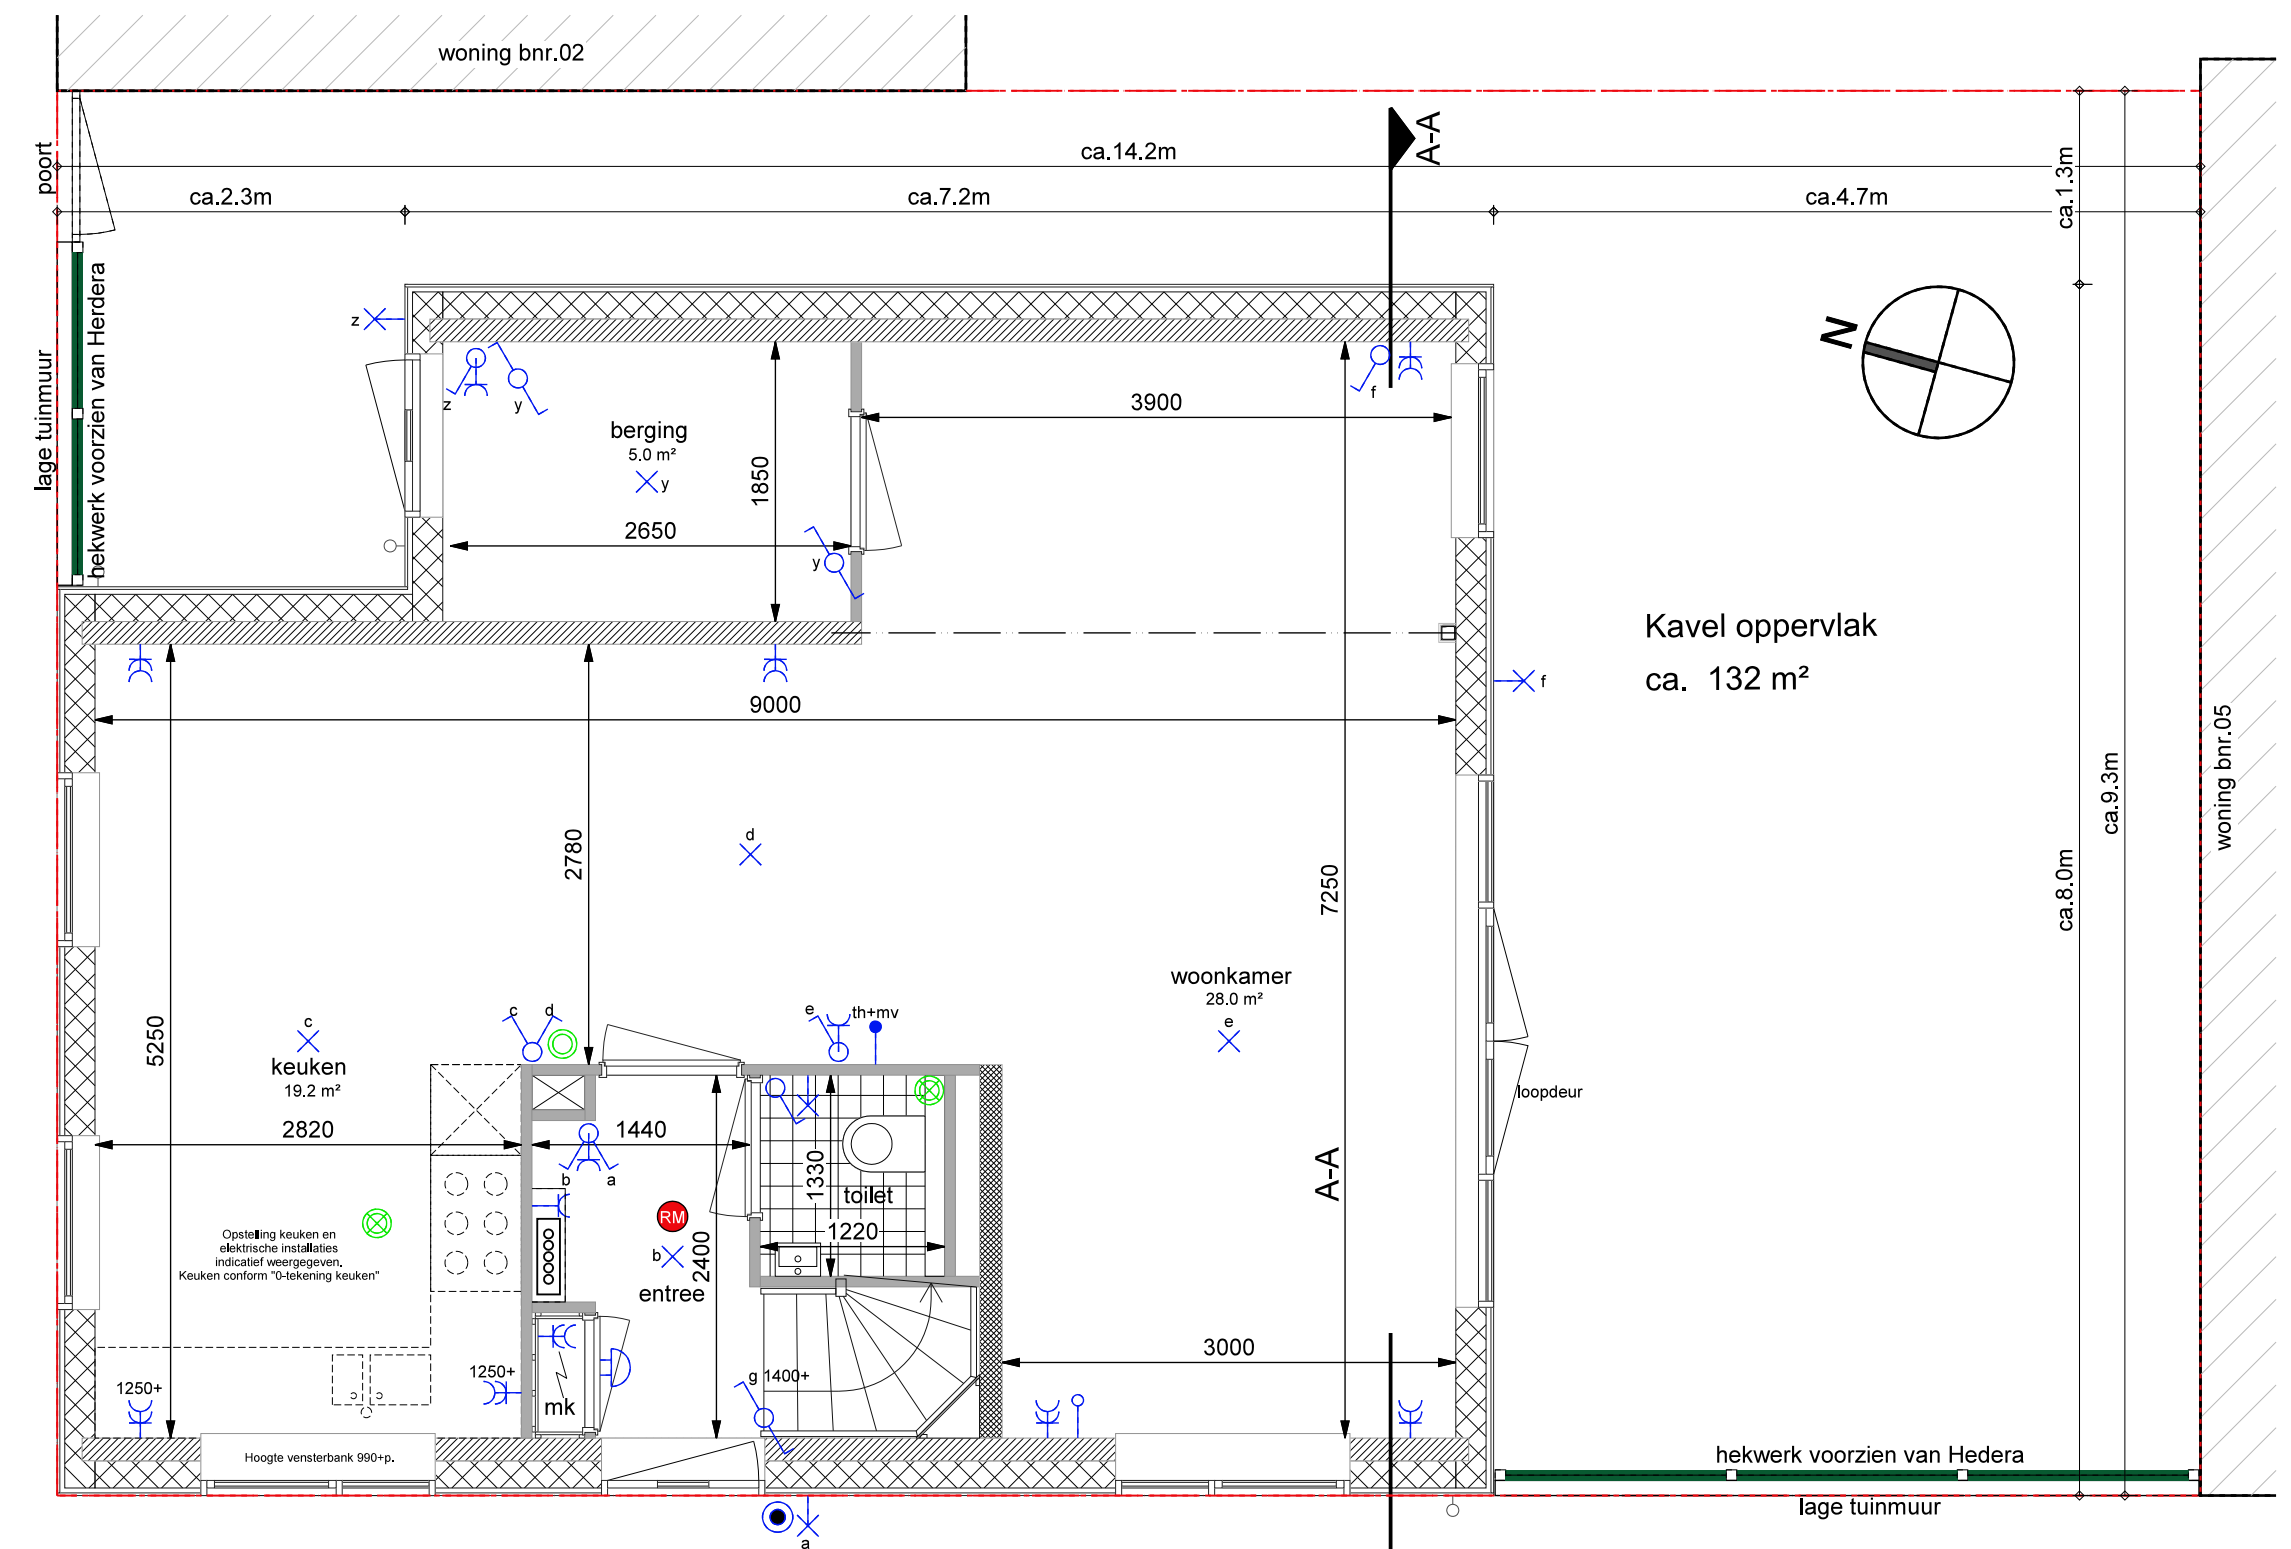 woning bnr.02
poort
ca.14.2m
A-A
ca.1.3m
ca.2.3m
ca.7.2m
ca.4.7m
lage tuinmuur
hekwerk voorzien van Herdera
z
z
y
f
N
3900
berging
5.0 m²
y
1850
2650
y
Kavel oppervlak
ca. 132 m²
f
9000
woning bnr.05
ca.9.3m
ca.8.0m
d
2780
7250
woonkamer
28.0 m²
e
c
keuken
19.2 m²
5250
c
d
e
th+mv
loopdeur
2820
1440
1330
toilet
A-A
b
a
RM
1220
b
2400
entree
Opstelling keuken en
elektrische installaties
indicatief weergegeven.
Keuken conform "0-tekening keuken"
3000
1250+
1250+
g 1400+
mk
Hoogte vensterbank 990+p.
hekwerk voorzien van Hedera
lage tuinmuur
a